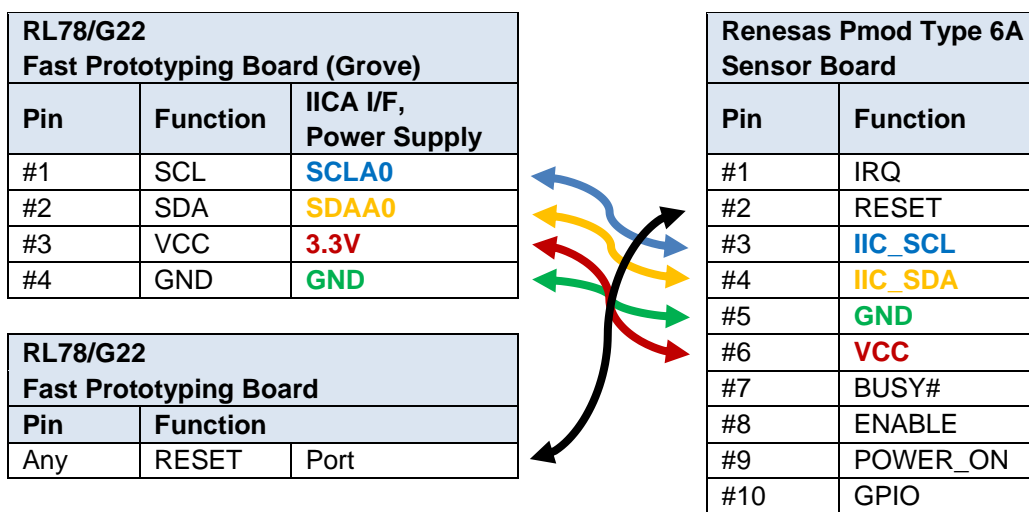 RL78/G22
Fast Prototyping Board (Grove)
Pin Function IICA I/F,
Power Supply
#1 SCL SCLA0
#2 SDA SDAA0
#3 VCC 3.3V
#4 GND GND
RL78/G22
Fast Prototyping Board
Pin Function
Any RESET Port
Renesas Pmod Type 6A
Sensor Board
Pin Function
#1 IRQ
#2 RESET
#3 IIC_SCL
#4 IIC_SDA
#5 GND
#6 VCC
#7 BUSY#
#8 ENABLE
#9 POWER_ON
#10 GPIO